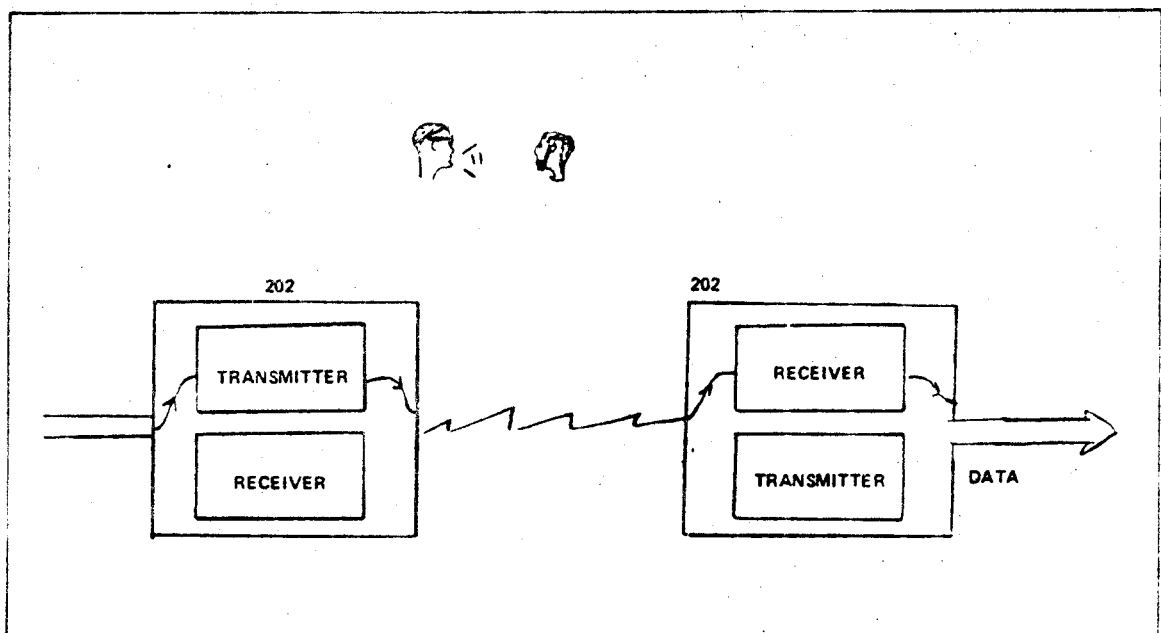 202
202
TRANSMITTER
RECEIVER
RECEIVER
TRANSMITTER
DATA